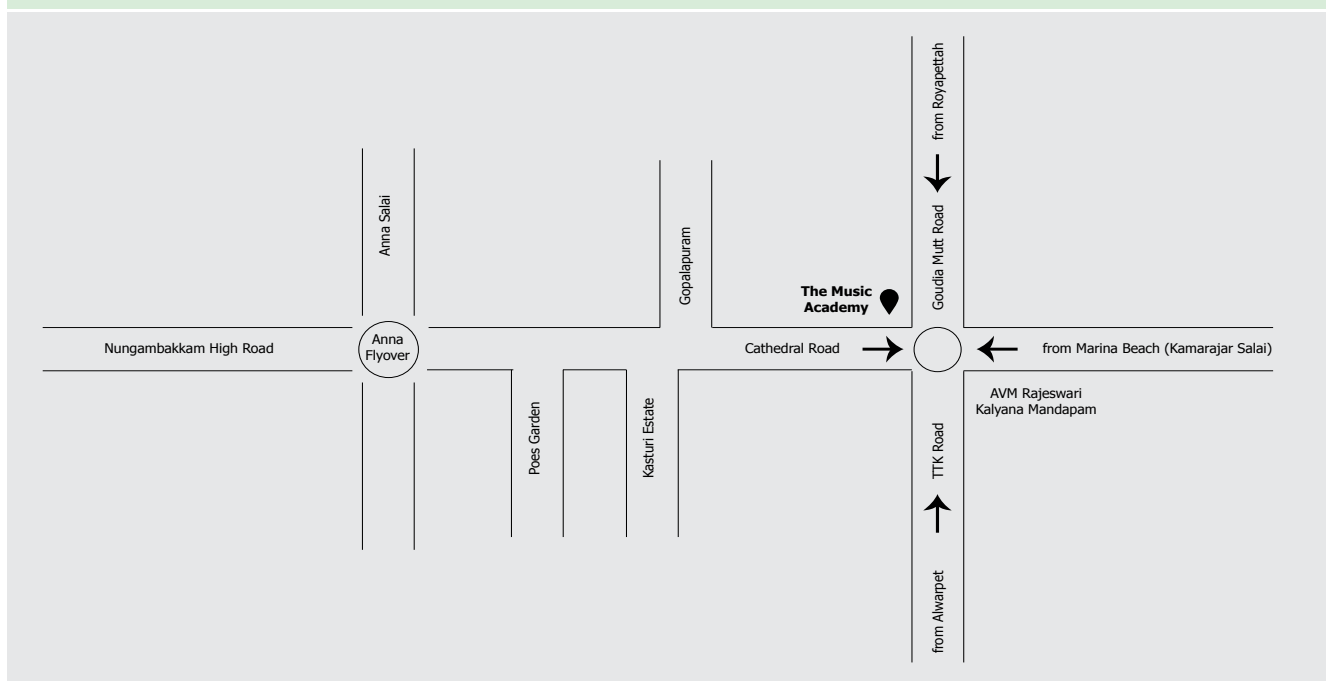 from Royapettah
Anna Salai
Gopalapuram
Goudia Mutt Road
The Music
Academy
Nungambakkam High Road
Anna
Flyover
Cathedral Road
from Marina Beach (Kamarajar Salai)
AVM Rajeswari
Kalyana Mandapam
Poes Garden
Kasturi Estate
TTK Road
from Alwarpet